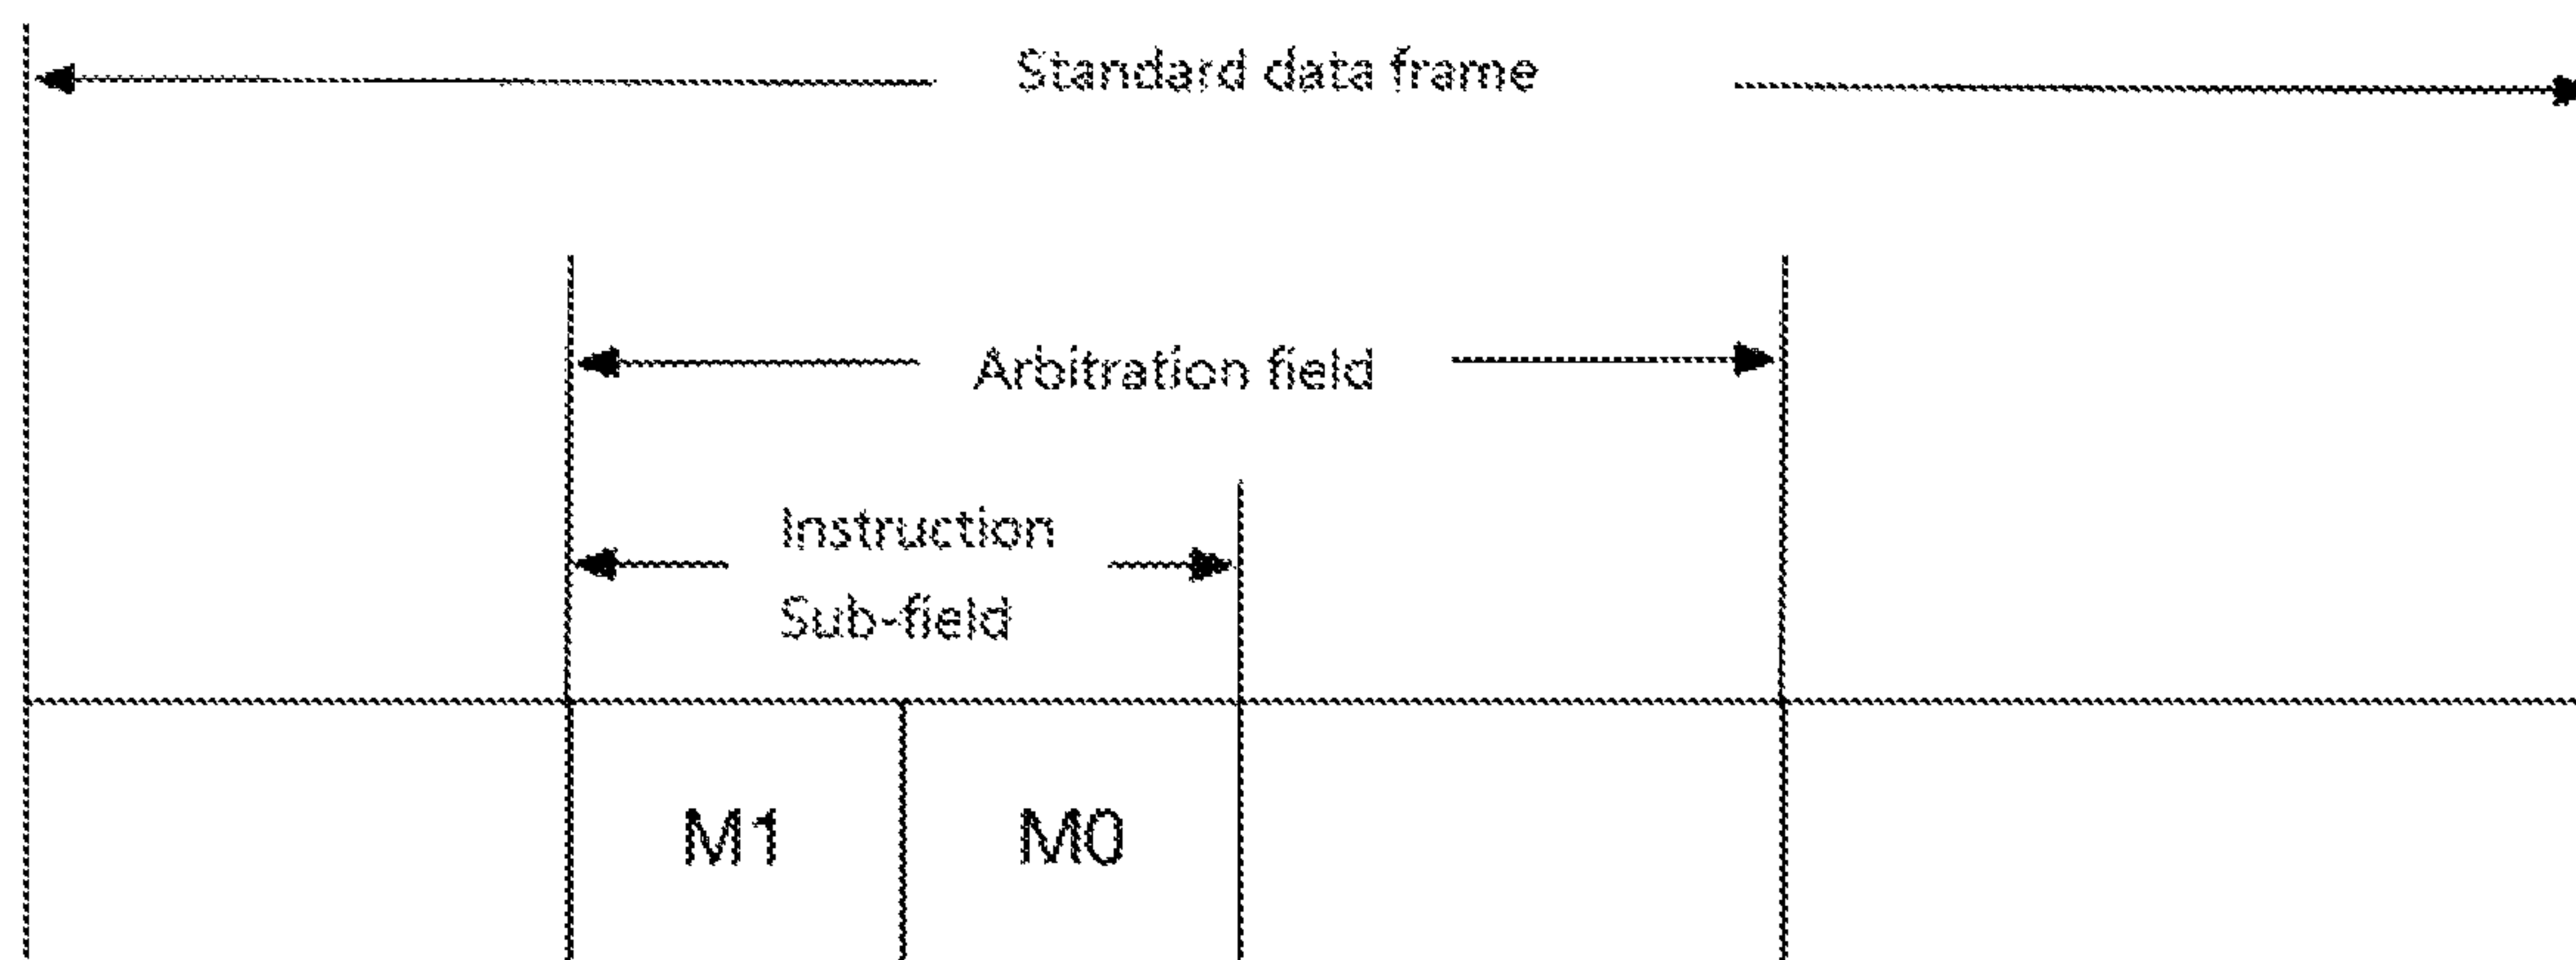 Standard data frame
Arbitration field
Instruction
Sub-field
M1
M0